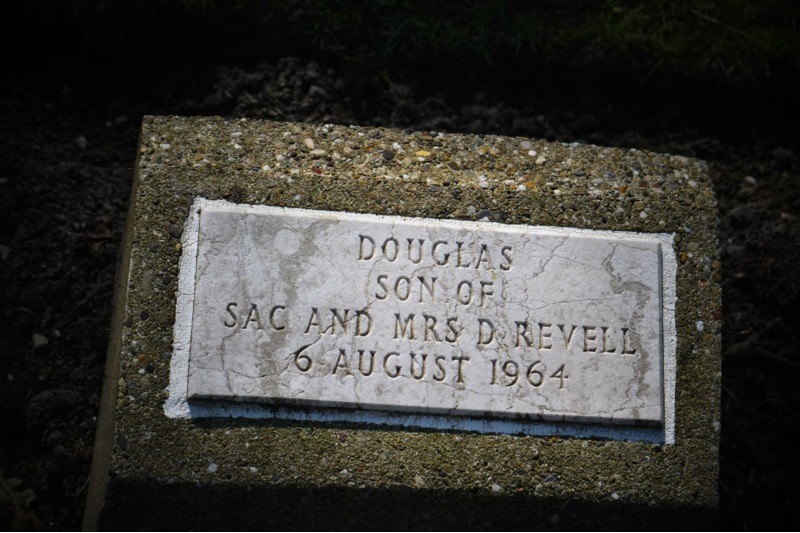 DOUGLAS
SON OF
SAC AND MRS D. REVELL
6 AUGUST 1964